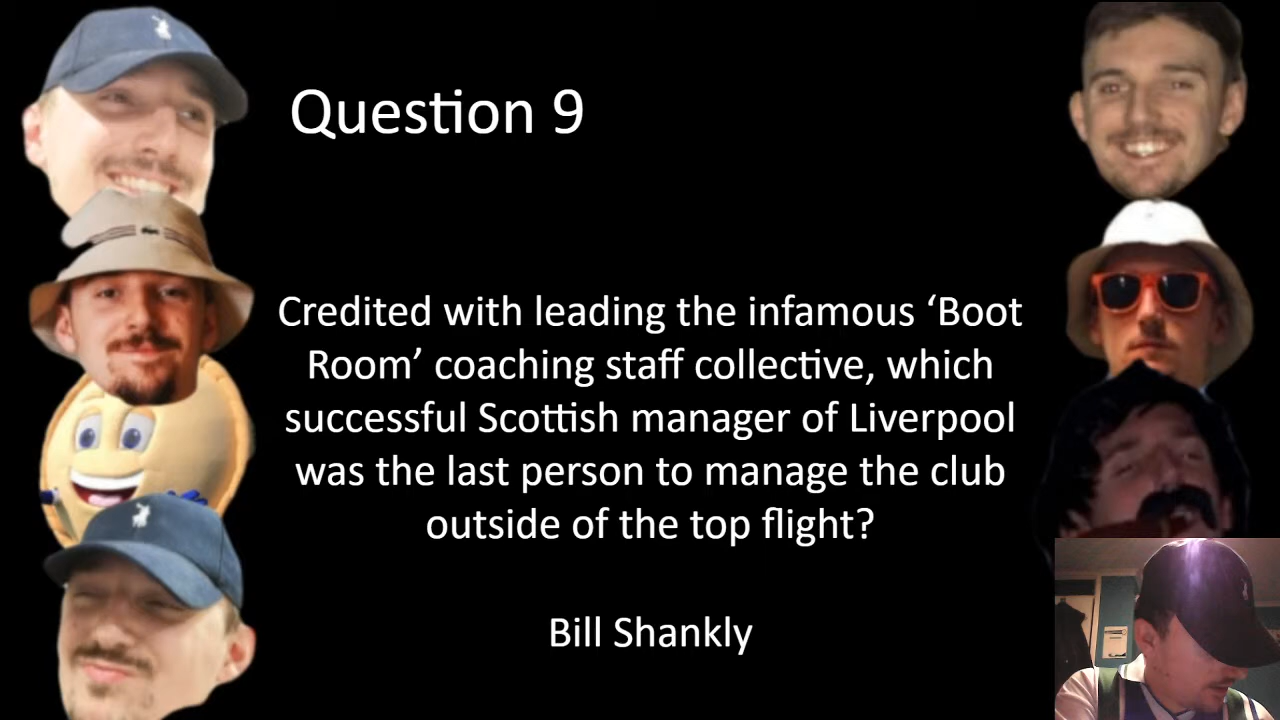 Question 9
Credited with leading the infamous ‘Boot
Room’ coaching staff collective, which
successful Scottish manager of Liverpool
was the last person to manage the club
outside of the top flight?
Bill Shankly